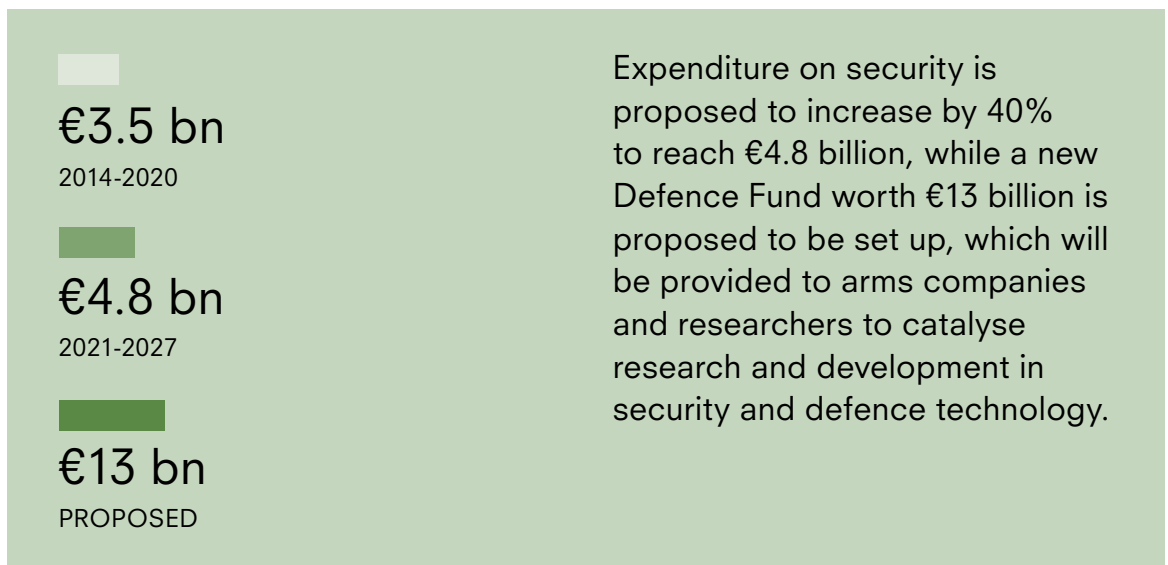 €3.5 bn
2014-2020
€4.8 bn
2021-2027
€13 bn
PROPOSED
Expenditure on security is
proposed to increase by 40%
to reach €4.8 billion, while a new
Defence Fund worth €13 billion is
proposed to be set up, which will
be provided to arms companies
and researchers to catalyse
research and development in
security and defence technology.